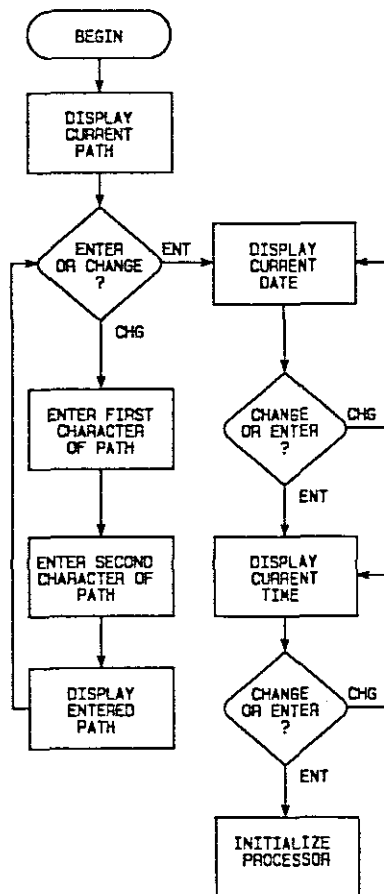 BEGIN
DISPLAY
CURRENT
PATH
ENTER
OR CHANGE
?
ENT
CHG
ENTER FIRST
CHARACTER
OF PATH
ENTER SECOND
CHARACTER OF
PATH
DISPLAY
ENTERED
PATH
DISPLAY
CURRENT
DATE
CHANGE
OR ENTER
?
CHG
ENT
DISPLAY
CURRENT
TIME
CHANGE
OR ENTER
?
CHG
ENT
INITIALIZE
PROCESSOR